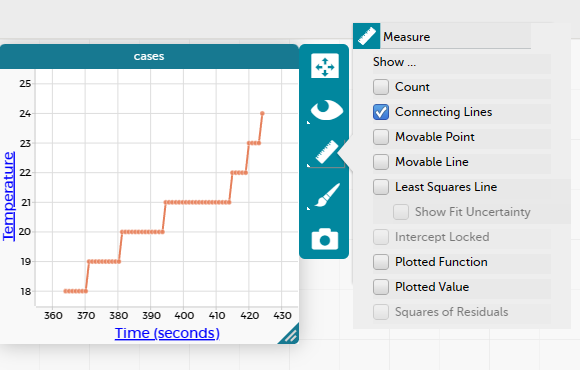 cases
25
24
23
22
21
20
19
18
Temperature
360 370 380 390 400 410 420 430
Time (seconds)
Measure
Show ...
Count
Connecting Lines
Movable Point
Movable Line
Least Squares Line
Show Fit Uncertainty
Intercept Locked
Plotted Function
Plotted Value
Squares of Residuals